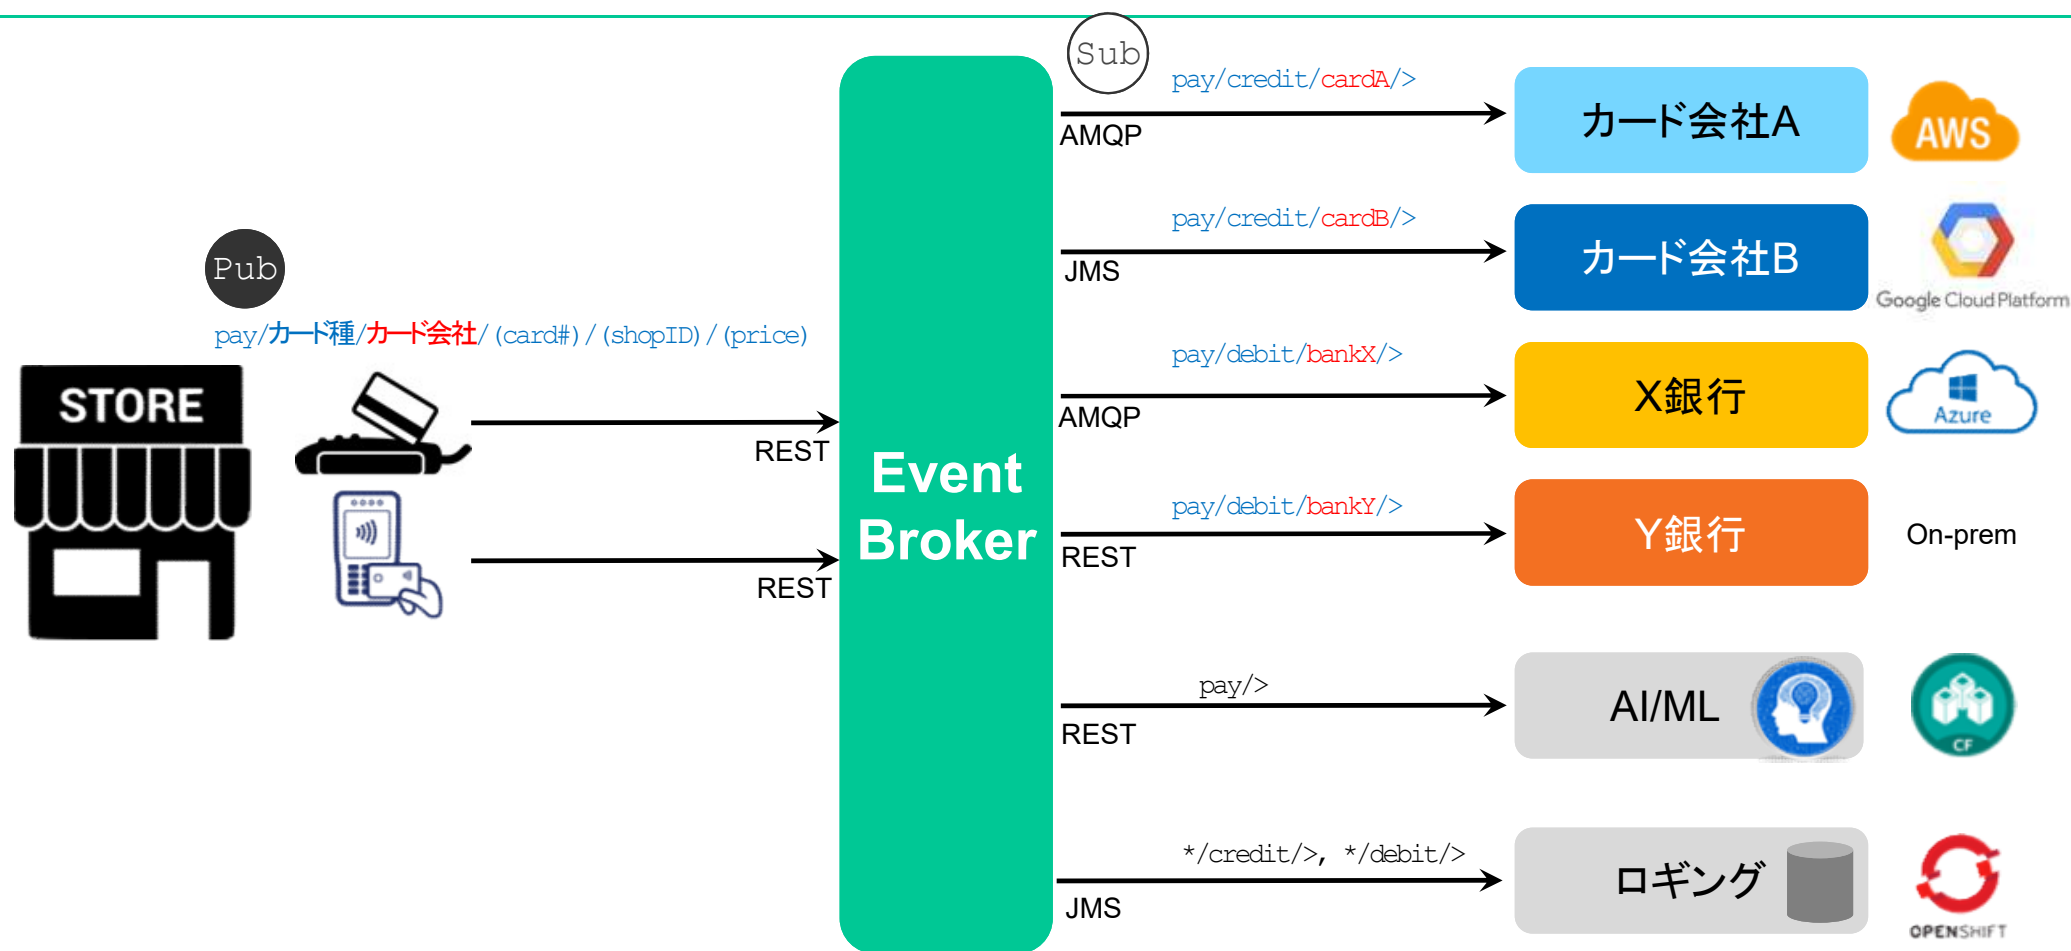 Sub
pay/credit/cardA/>
AMQP
カード会社A
AWS
pay/credit/cardB/>
JMS
カード会社B
Google Cloud Platform
Pub
pay/カード種/カード会社/(card#)/(shopID)/(price)
STORE
REST
REST
Event
Broker
pay/debit/bankX/>
AMQP
X銀行
Azure
pay/debit/bankY/>
REST
Y銀行
On-prem
pay/>
REST
AI/ML
CF
*/credit/>, */debit/>
JMS
ロギング
OPENSHIFT